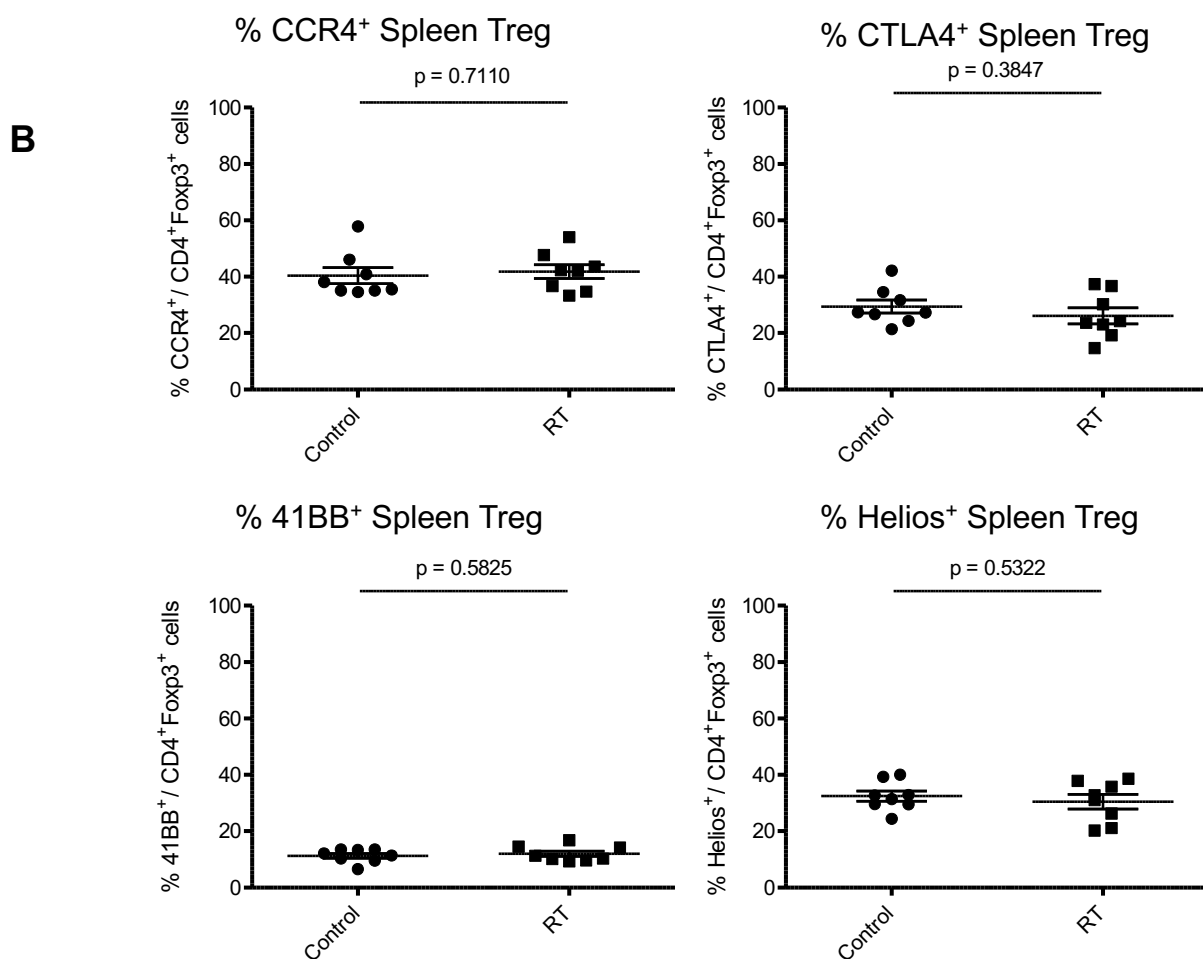 B
% CCR4⁺ Spleen Treg
p = 0.7110
% CCR4⁺/ CD4⁺Foxp3⁺ cells
100
80
60
40
20
0
Control
RT
% CTLA4⁺ Spleen Treg
p = 0.3847
% CTLA4⁺/ CD4⁺Foxp3⁺ cells
100
80
60
40
20
0
Control
RT
% 41BB⁺ Spleen Treg
p = 0.5825
% 41BB⁺/ CD4⁺Foxp3⁺ cells
100
80
60
40
20
0
Control
RT
% Helios⁺ Spleen Treg
p = 0.5322
% Helios⁺/ CD4⁺Foxp3⁺ cells
100
80
60
40
20
0
Control
RT